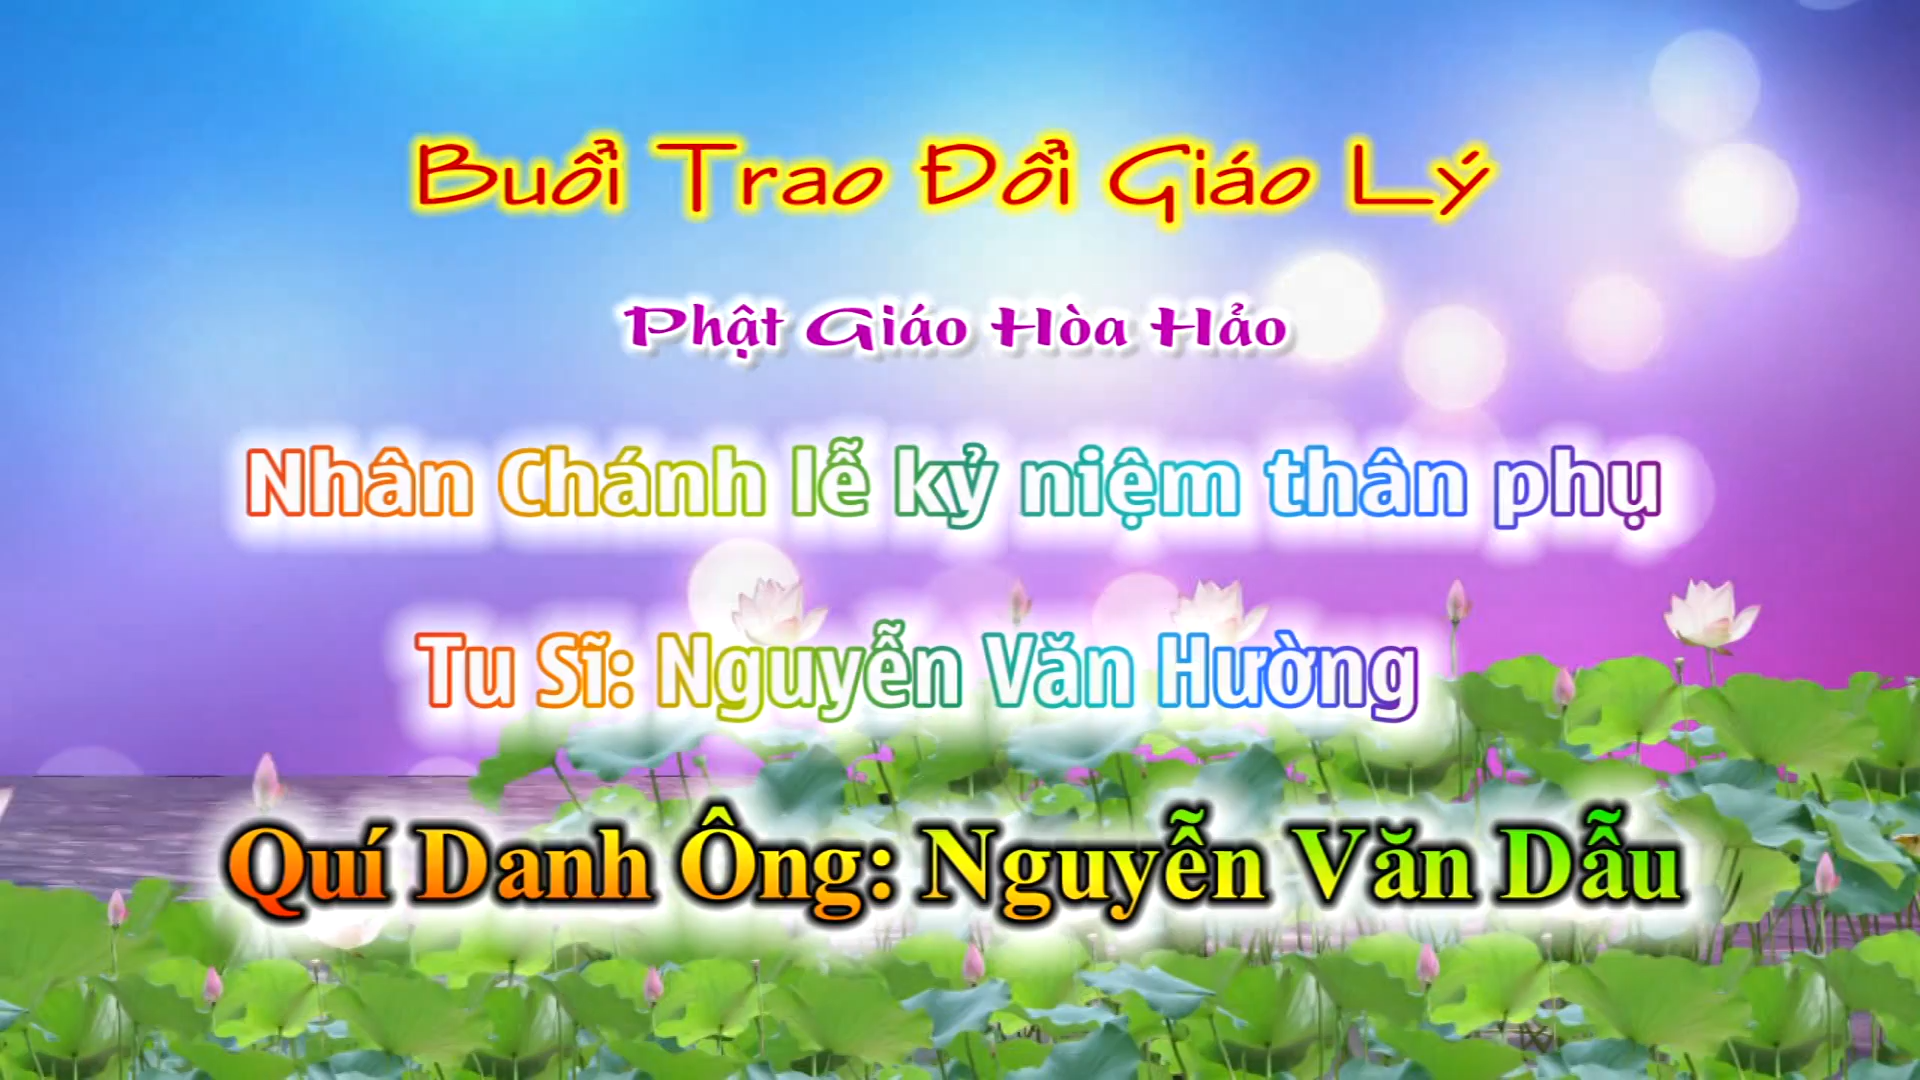 Buổi Trao Đổi Giáo Lý
Phật Giáo Hòa Hảo
Nhân Chánh lễ kỷ niệm thân phụ
Tu Sĩ: Nguyễn Văn Hường
Quí Danh Ông: Nguyễn Văn Dẫu